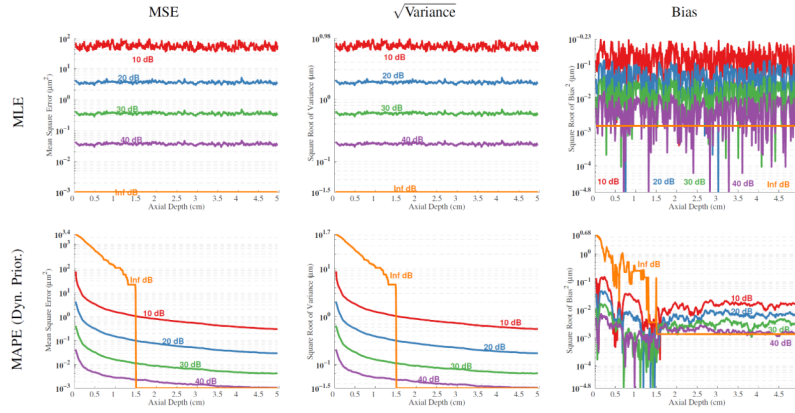 MSE
√Variance
Bias
MLE
Mean Square Error (μm²)
10²
10¹
10⁰
10⁻¹
10⁻²
10⁻³
10 dB
20 dB
30 dB
40 dB
Inf dB
0 0.5 1 1.5 2 2.5 3 3.5 4 4.5 5
Axial Depth (cm)
Square Root of Variance (μm)
10⁰·⁹⁸
10⁰
10⁻¹
10⁻¹·⁵
10 dB
20 dB
30 dB
40 dB
Inf dB
0 0.5 1 1.5 2 2.5 3 3.5 4 4.5 5
Axial Depth (cm)
Square Root of Bias² (μm)
10⁻⁰·²³
10⁻¹
10⁻²
10⁻³
10⁻⁴
10⁻⁴·⁸
10 dB 20 dB 30 dB 40 dB Inf dB
0 0.5 1 1.5 2 2.5 3 3.5 4 4.5
Axial Depth (cm)
MAPE (Dyn. Prior.)
Mean Square Error (μm²)
10³·⁴
10³
10²
10¹
10⁰
10⁻¹
10⁻²
10⁻³
Inf dB
10 dB
20 dB
30 dB
40 dB
0 0.5 1 1.5 2 2.5 3 3.5 4 4.5 5
Axial Depth (cm)
Square Root of Variance (μm)
10¹·⁷
10¹
10⁰
10⁻¹
10⁻¹·⁵
Inf dB
10 dB
20 dB
30 dB
40 dB
0 0.5 1 1.5 2 2.5 3 3.5 4 4.5 5
Axial Depth (cm)
Square Root of Bias² (μm)
10⁰·⁶⁸
10⁰
10⁻¹
10⁻²
10⁻³
10⁻⁴
10⁻⁴·⁸
Inf dB
10 dB
20 dB
30 dB
40 dB
0 0.5 1 1.5 2 2.5 3 3.5 4 4.5
Axial Depth (cm)